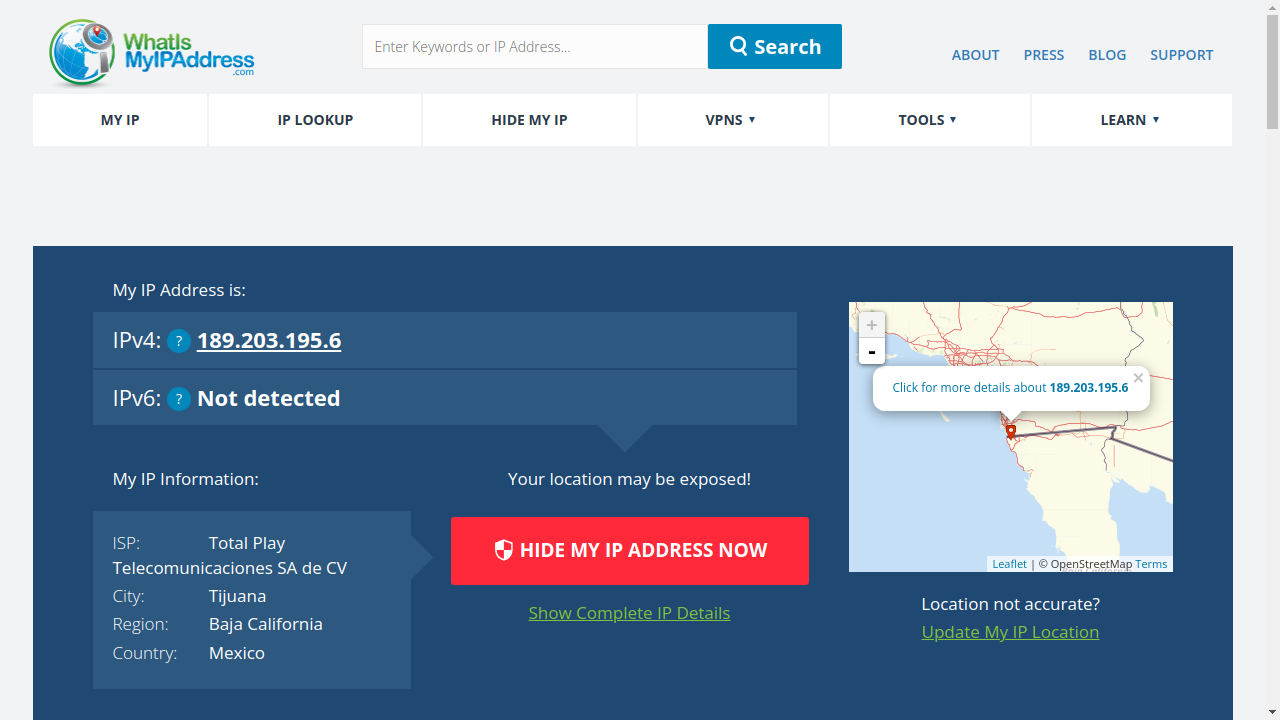 WhatIs
MyIPAddress
.com
Enter Keywords or IP Address...
Search
ABOUT
PRESS
BLOG
SUPPORT
MY IP
IP LOOKUP
HIDE MY IP
VPNS ▼
TOOLS ▼
LEARN ▼
My IP Address is:
IPv4: ? 189.203.195.6
IPv6: ? Not detected
My IP Information:
ISP: Total Play
Telecomunicaciones SA de CV
City: Tijuana
Region: Baja California
Country: Mexico
Your location may be exposed!
HIDE MY IP ADDRESS NOW
Show Complete IP Details
+
-
Click for more details about 189.203.195.6
×
Leaflet | © OpenStreetMap Terms
Location not accurate?
Update My IP Location